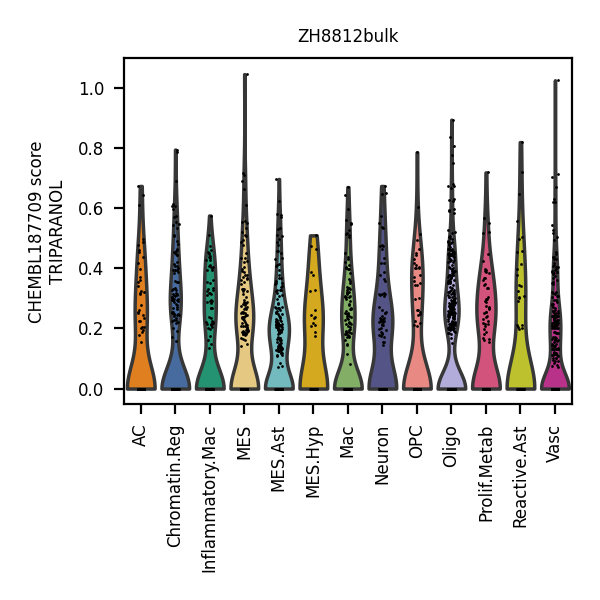 ZH8812bulk
CHEMBL187709 score
TRIPARANOL
1.0
0.8
0.6
0.4
0.2
0.0
AC
Chromatin.Reg
Inflammatory.Mac
MES
MES.Ast
MES.Hyp
Mac
Neuron
OPC
Oligo
Prolif.Metab
Reactive.Ast
Vasc